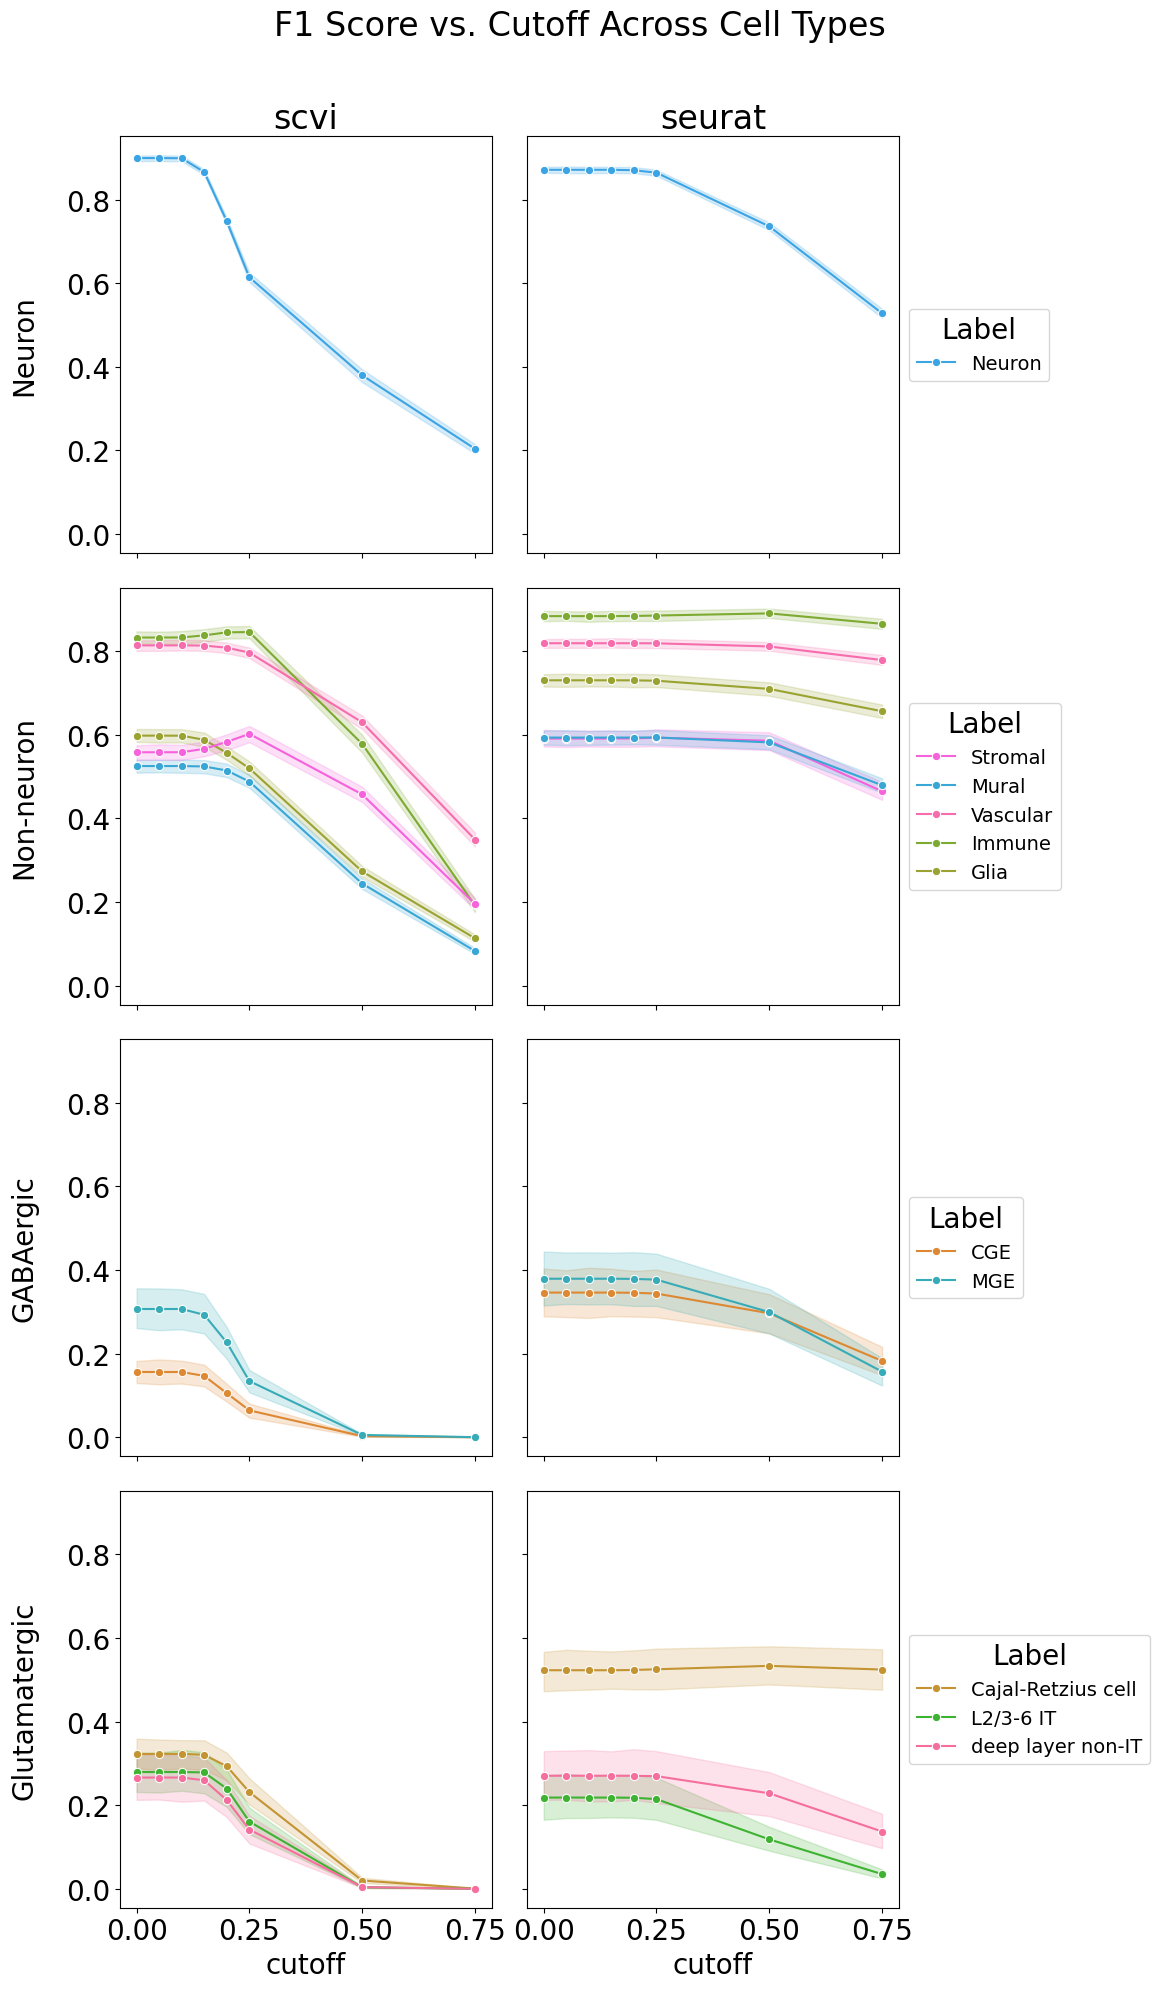 F1 Score vs. Cutoff Across Cell Types
scvi
seurat
Neuron
0.8
0.6
0.4
0.2
0.0
Label
Neuron
Non-neuron
0.8
0.6
0.4
0.2
0.0
Label
Stromal
Mural
Vascular
Immune
Glia
GABAergic
0.8
0.6
0.4
0.2
0.0
Label
CGE
MGE
Glutamatergic
0.8
0.6
0.4
0.2
0.0
Label
Cajal-Retzius cell
L2/3-6 IT
deep layer non-IT
0.00 0.25 0.50 0.75
cutoff
0.00 0.25 0.50 0.75
cutoff